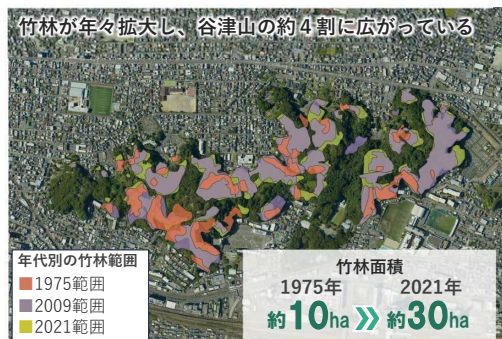 竹林が年々拡大し、谷津山の約４割に広がっている
年代別の竹林範囲
1975範囲
2009範囲
2021範囲
竹林面積
1975年 2021年
約10ha 約30ha